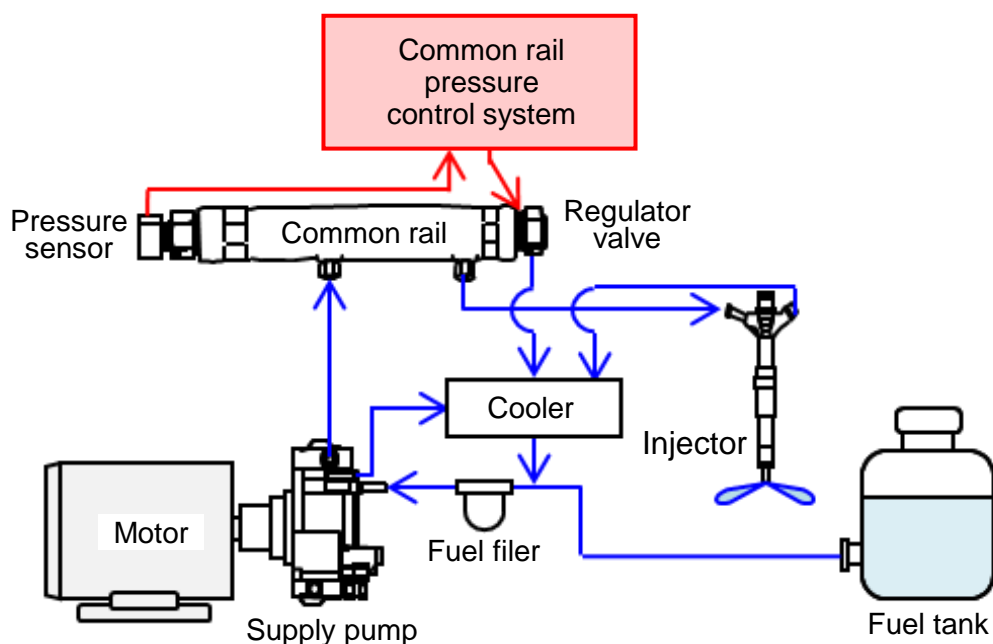 Common rail
pressure
control system
Pressure
sensor
Common rail
Regulator
valve
Cooler
Injector
Motor
Fuel filer
Supply pump
Fuel tank